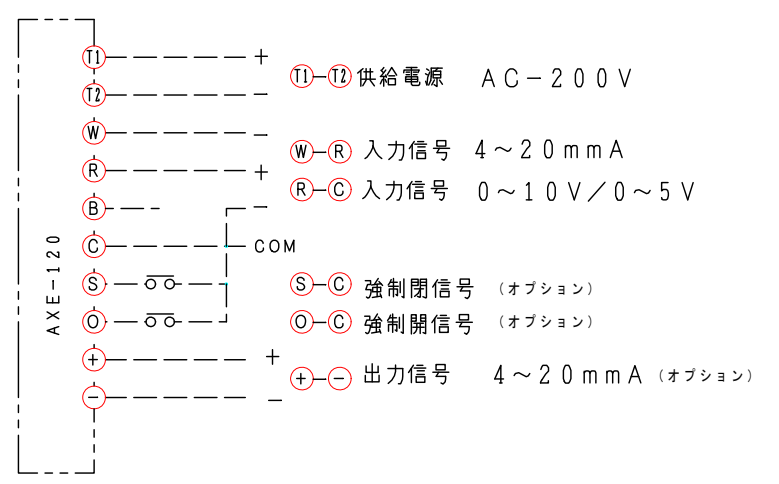 T1 +
T2 −
W −
R +
B −
C COM
S
O
+ +
− −
AXE-120
T1−T2 供給電源 AC-200V
W−R 入力信号 4～20mmA
R−C 入力信号 0～10V／0～5V
S−C 強制閉信号 (オプション)
O−C 強制開信号 (オプション)
+−− 出力信号 4～20mmA (オプション)